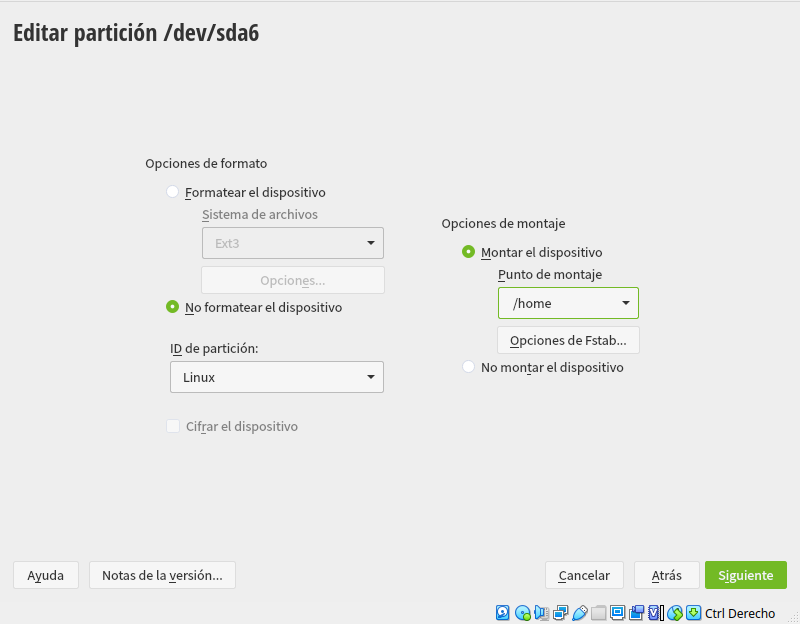 Editar partición /dev/sda6
Opciones de formato
Formatear el dispositivo
Sistema de archivos
Ext3
Opciones...
No formatear el dispositivo
ID de partición:
Linux
Cifrar el dispositivo
Opciones de montaje
Montar el dispositivo
Punto de montaje
/home
Opciones de Fstab...
No montar el dispositivo
Ayuda
Notas de la versión...
Cancelar
Atrás
Siguiente
Ctrl Derecho